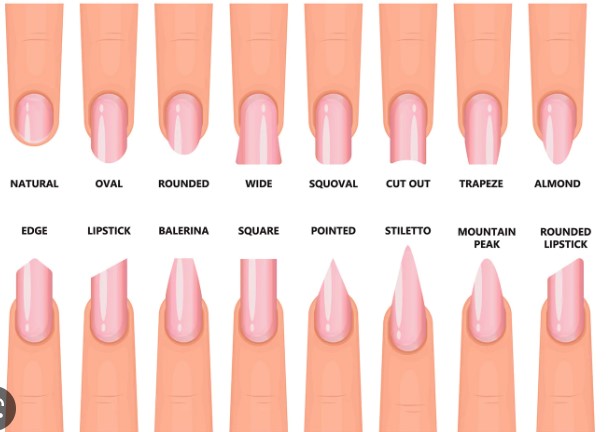 NATURAL OVAL ROUNDED WIDE SQUOVAL CUT OUT TRAPEZE ALMOND
EDGE LIPSTICK BALERINA SQUARE POINTED STILETTO MOUNTAIN PEAK ROUNDED LIPSTICK